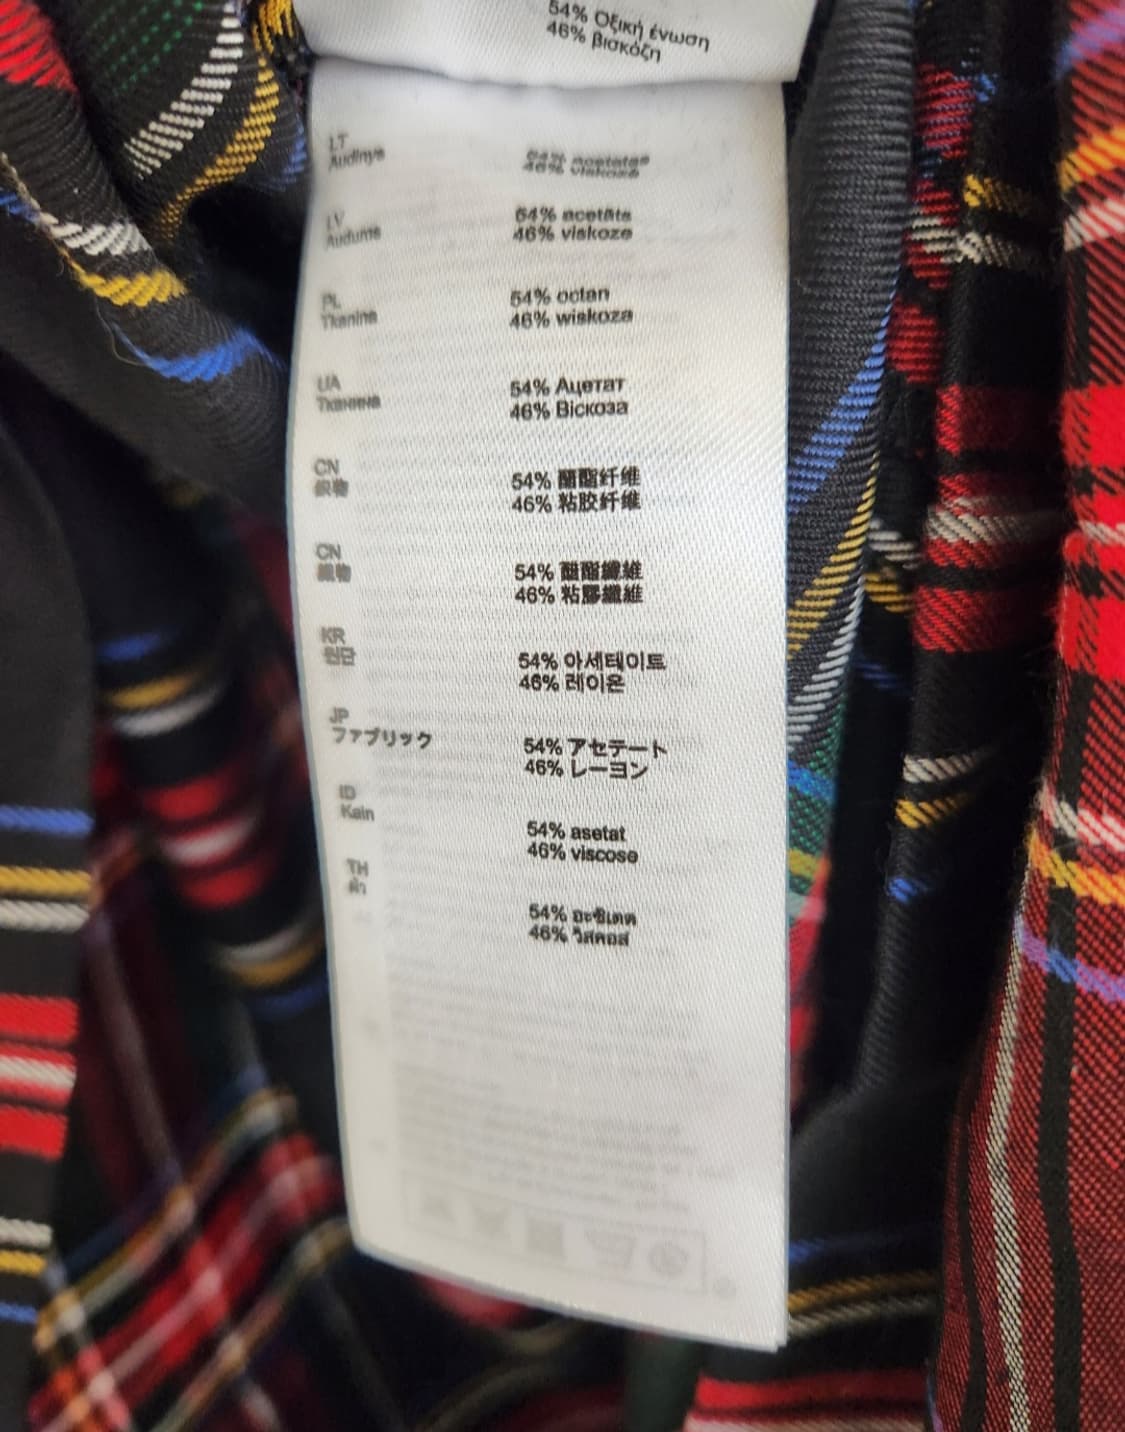 54% Οξική ένωση
46% βισκόζη
LT
Audinys
54% acetatas
46% viskozė
LV
Audums
54% acetāts
46% viskoze
PL
Tkanina
54% octan
46% wiskoza
UA
Тканина
54% Ацетат
46% Віскоза
CN
织物
54% 醋酯纤维
46% 粘胶纤维
CN
織物
54% 醋酯纖維
46% 粘膠纖維
KR
원단
54% 아세테이트
46% 레이온
JP
ファブリック
54% アセテート
46% レーヨン
ID
Kain
54% asetat
46% viscose
TH
ผ้า
54% อะซิเตต
46% วิสคอส